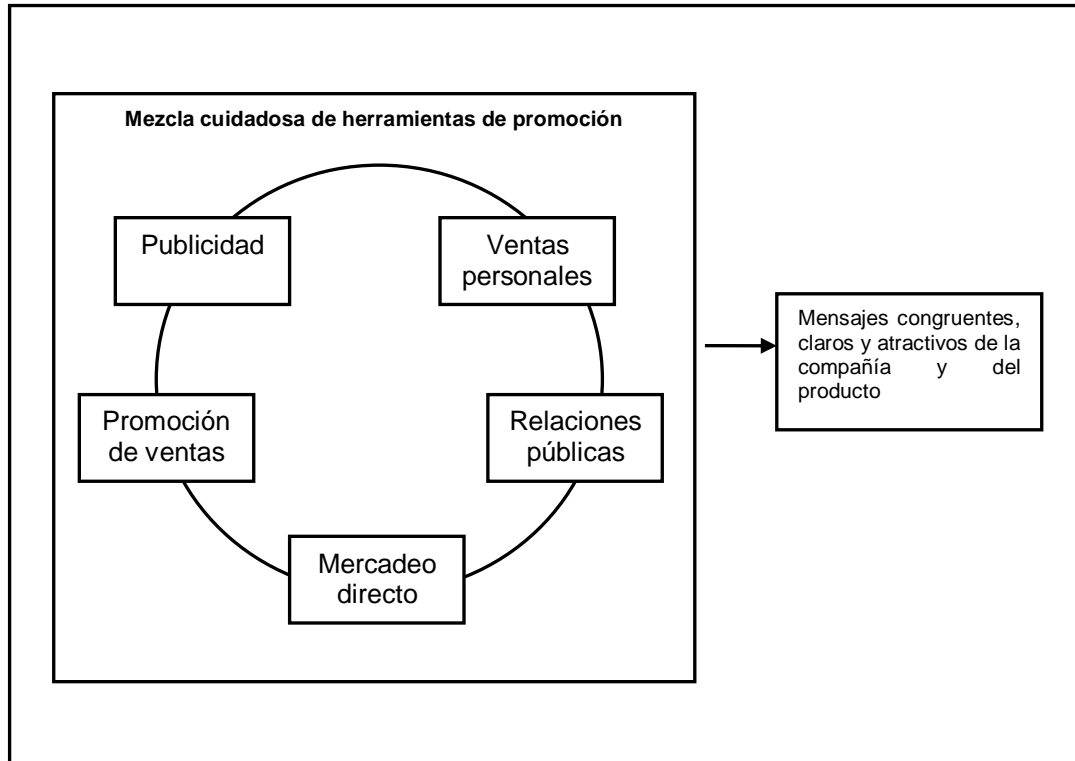 Mezcla cuidadosa de herramientas de promoción
Publicidad
Ventas
personales
Promoción
de ventas
Relaciones
públicas
Mercadeo
directo
Mensajes congruentes,
claros y atractivos de la
compañía y del
producto